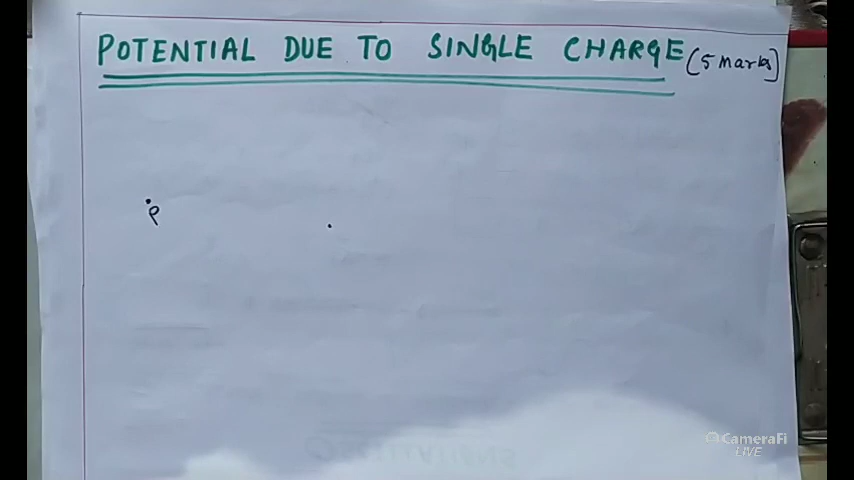 POTENTIAL DUE TO SINGLE CHARGE (5 Marks]
P
CameraFi
LIVE